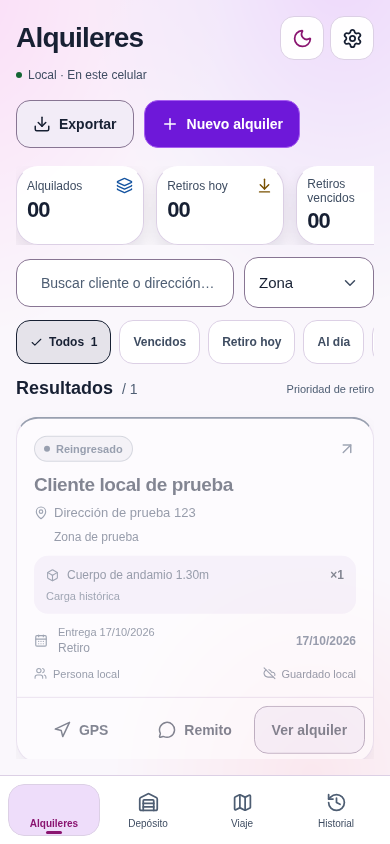 Alquileres
Local · En este celular
Exportar
Nuevo alquiler
Alquilados
00
Retiros hoy
00
Retiros
vencidos
00
Buscar cliente o dirección…
Zona
Todos 1
Vencidos
Retiro hoy
Al día
Resultados / 1
Prioridad de retiro
Reingresado
Cliente local de prueba
Dirección de prueba 123
Zona de prueba
Cuerpo de andamio 1.30m
×1
Carga histórica
Entrega 17/10/2026
Retiro
17/10/2026
Persona local
Guardado local
GPS
Remito
Ver alquiler
Alquileres
Depósito
Viaje
Historial